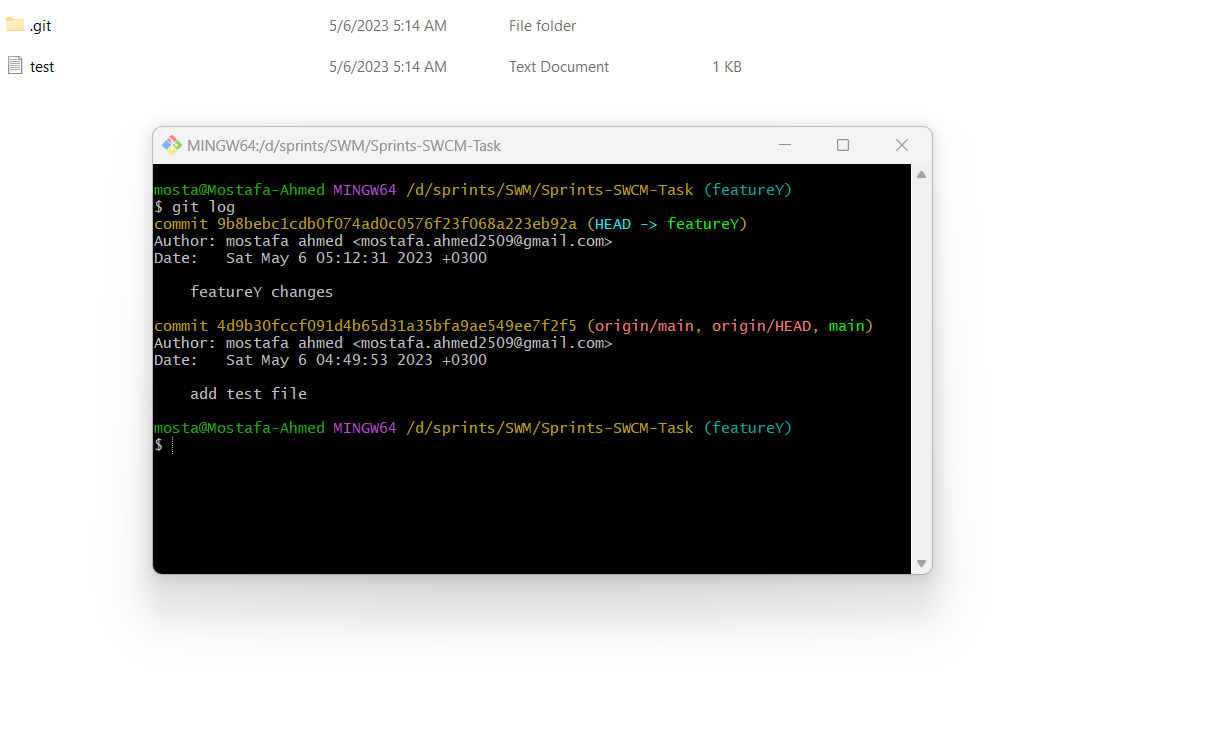 .git 5/6/2023 5:14 AM File folder
test 5/6/2023 5:14 AM Text Document 1 KB
MINGW64:/d/sprints/SWM/Sprints-SWCM-Task
mosta@Mostafa-Ahmed MINGW64 /d/sprints/SWM/Sprints-SWCM-Task (featureY)
$ git log
commit 9b8bebc1cdb0f074ad0c0576f23f068a223eb92a (HEAD -> featureY)
Author: mostafa ahmed <mostafa.ahmed2509@gmail.com>
Date:   Sat May 6 05:12:31 2023 +0300
featureY changes
commit 4d9b30fccf091d4b65d31a35bfa9ae549ee7f2f5 (origin/main, origin/HEAD, main)
Author: mostafa ahmed <mostafa.ahmed2509@gmail.com>
Date:   Sat May 6 04:49:53 2023 +0300
add test file
mosta@Mostafa-Ahmed MINGW64 /d/sprints/SWM/Sprints-SWCM-Task (featureY)
$